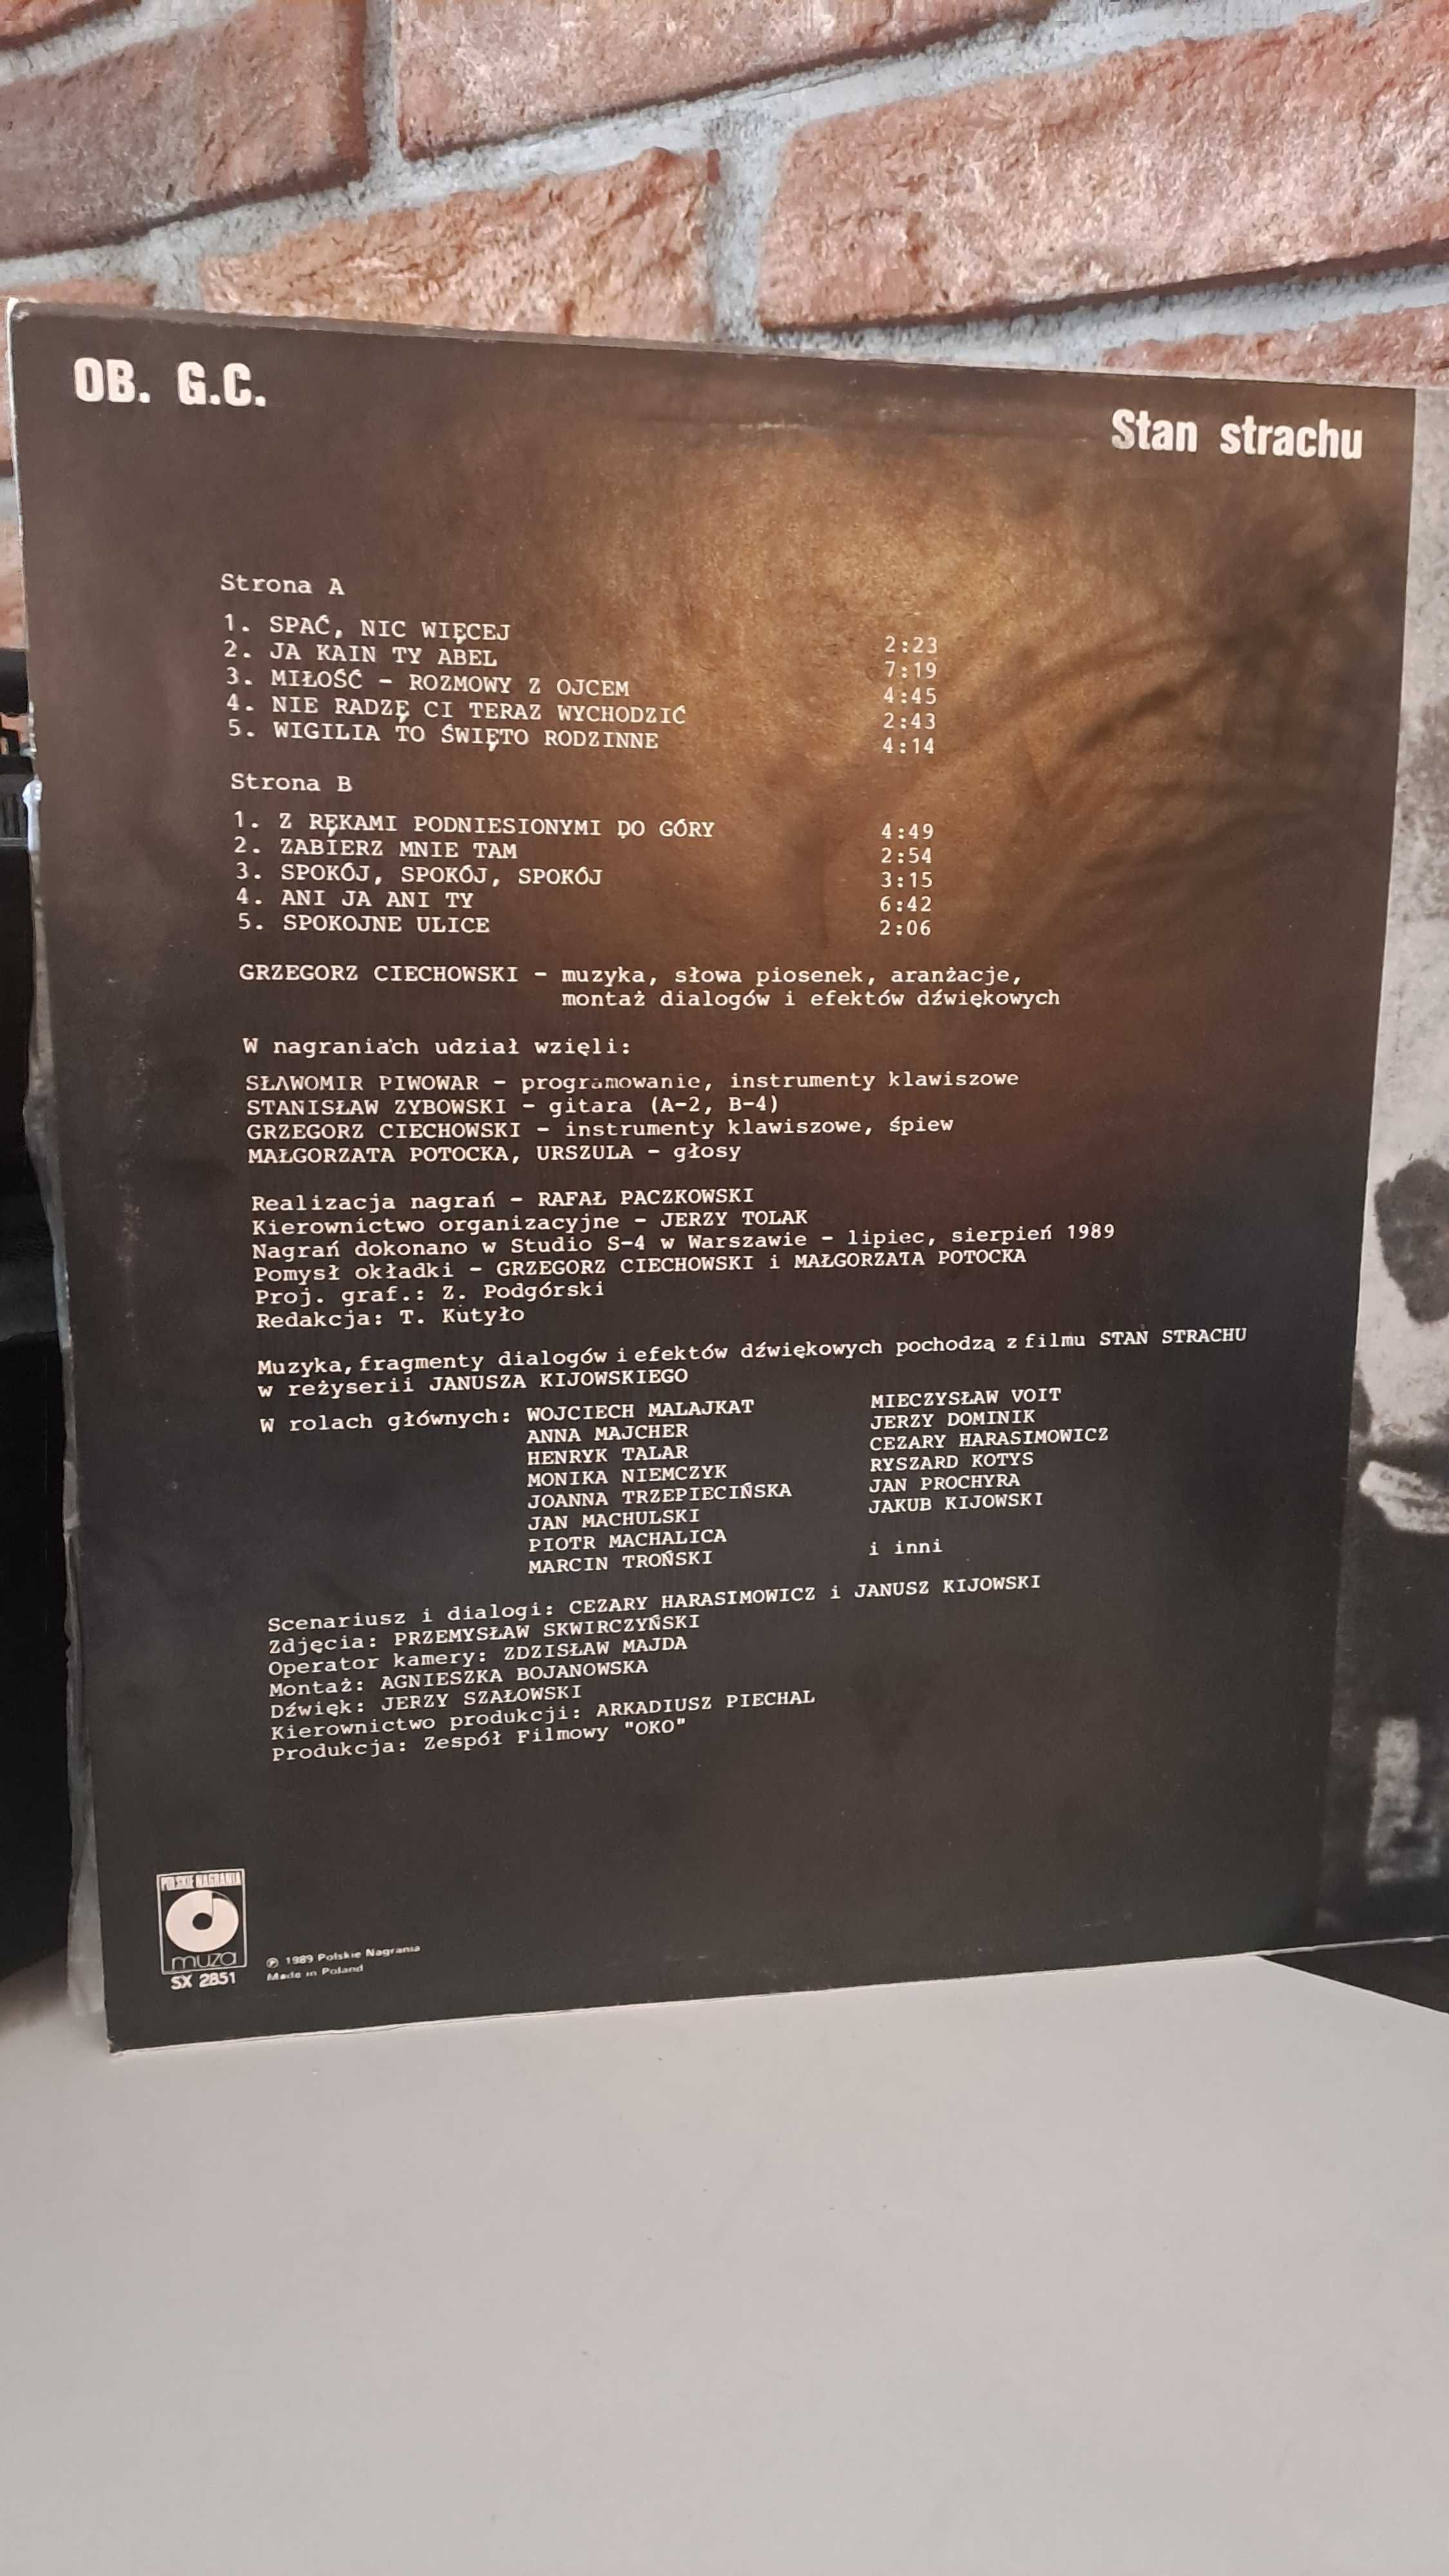 OB. G.C.
Stan strachu
Strona A
1. SPAĆ, NIC WIĘCEJ 2:23
2. JA KAIN TY ABEL 7:19
3. MIŁOŚĆ - ROZMOWY Z OJCEM 4:45
4. NIE RADZĘ CI TERAZ WYCHODZIĆ 2:43
5. WIGILIA TO ŚWIĘTO RODZINNE 4:14
Strona B
1. Z RĘKAMI PODNIESIONYMI DO GÓRY 4:49
2. ZABIERZ MNIE TAM 2:54
3. SPOKÓJ, SPOKÓJ, SPOKÓJ 3:15
4. ANI JA ANI TY 6:42
5. SPOKOJNE ULICE 2:06
GRZEGORZ CIECHOWSKI - muzyka, słowa piosenek, aranżacje,
montaż dialogów i efektów dźwiękowych
W nagraniach udział wzięli:
SŁAWOMIR PIWOWAR - programowanie, instrumenty klawiszowe
STANISŁAW ZYBOWSKI - gitara (A-2, B-4)
GRZEGORZ CIECHOWSKI - instrumenty klawiszowe, śpiew
MAŁGORZATA POTOCKA, URSZULA - głosy
Realizacja nagrań - RAFAŁ PACZKOWSKI
Kierownictwo organizacyjne - JERZY TOLAK
Nagrań dokonano w Studio S-4 w Warszawie - lipiec, sierpień 1989
Pomysł okładki - GRZEGORZ CIECHOWSKI i MAŁGORZATA POTOCKA
Proj. graf.: Z. Podgórski
Redakcja: T. Kutyło
Muzyka, fragmenty dialogów i efektów dźwiękowych pochodzą z filmu STAN STRACHU
w reżyserii JANUSZA KIJOWSKIEGO
W rolach głównych: WOJCIECH MALAJKAT
ANNA MAJCHER
HENRYK TALAR
MONIKA NIEMCZYK
JOANNA TRZEPIECIŃSKA
JAN MACHULSKI
PIOTR MACHALICA
MARCIN TROŃSKI
MIECZYSŁAW VOIT
JERZY DOMINIK
CEZARY HARASIMOWICZ
RYSZARD KOTYS
JAN PROCHYRA
JAKUB KIJOWSKI
i inni
Scenariusz i dialogi: CEZARY HARASIMOWICZ i JANUSZ KIJOWSKI
Zdjęcia: PRZEMYSŁAW SKWIRCZYŃSKI
Operator kamery: ZDZISŁAW MAJDA
Montaż: AGNIESZKA BOJANOWSKA
Dźwięk: JERZY SZAŁOWSKI
Kierownictwo produkcji: ARKADIUSZ PIECHAL
Produkcja: Zespół Filmowy "OKO"
POLSKIE NAGRANIA
muza
SX 2851
℗ 1989 Polskie Nagrania
Made in Poland